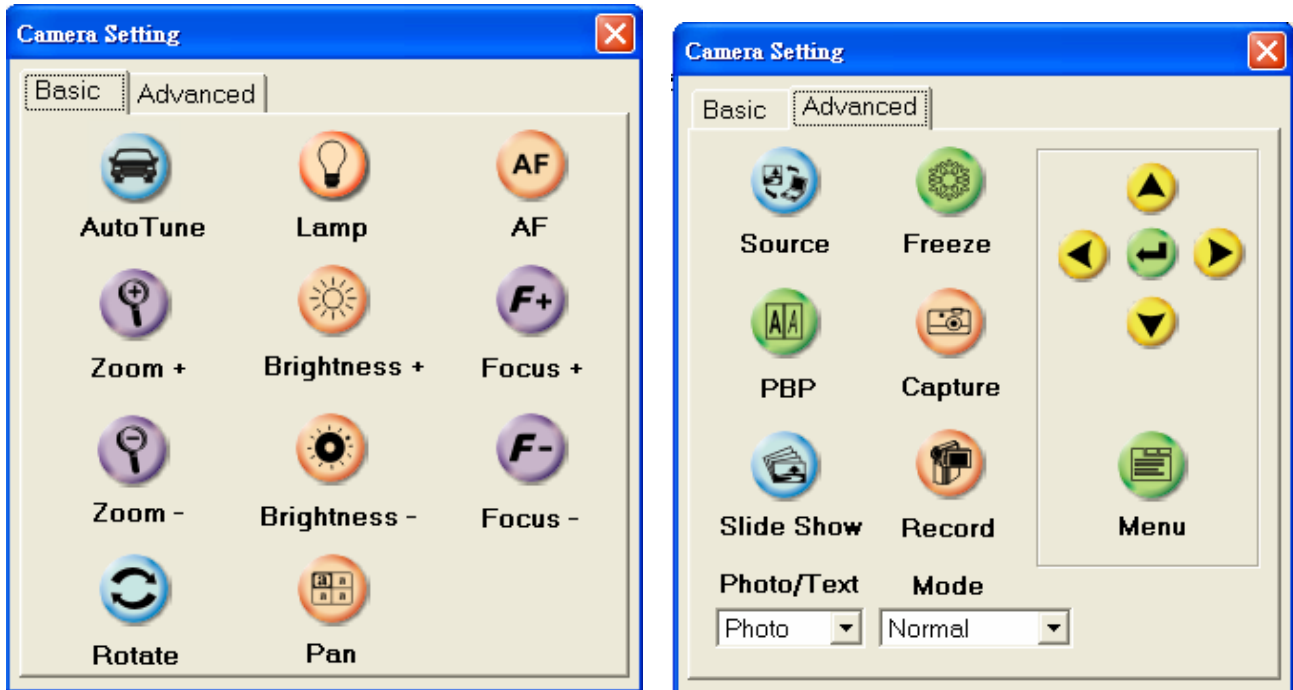 Camera Setting
Basic Advanced
AF
AutoTune Lamp AF
F+
Zoom + Brightness + Focus +
F-
Zoom - Brightness - Focus -
a a
a a
Rotate Pan
Camera Setting
Basic Advanced
Source Freeze
A A
PBP Capture
Slide Show Record Menu
Photo/Text Mode
Photo Normal